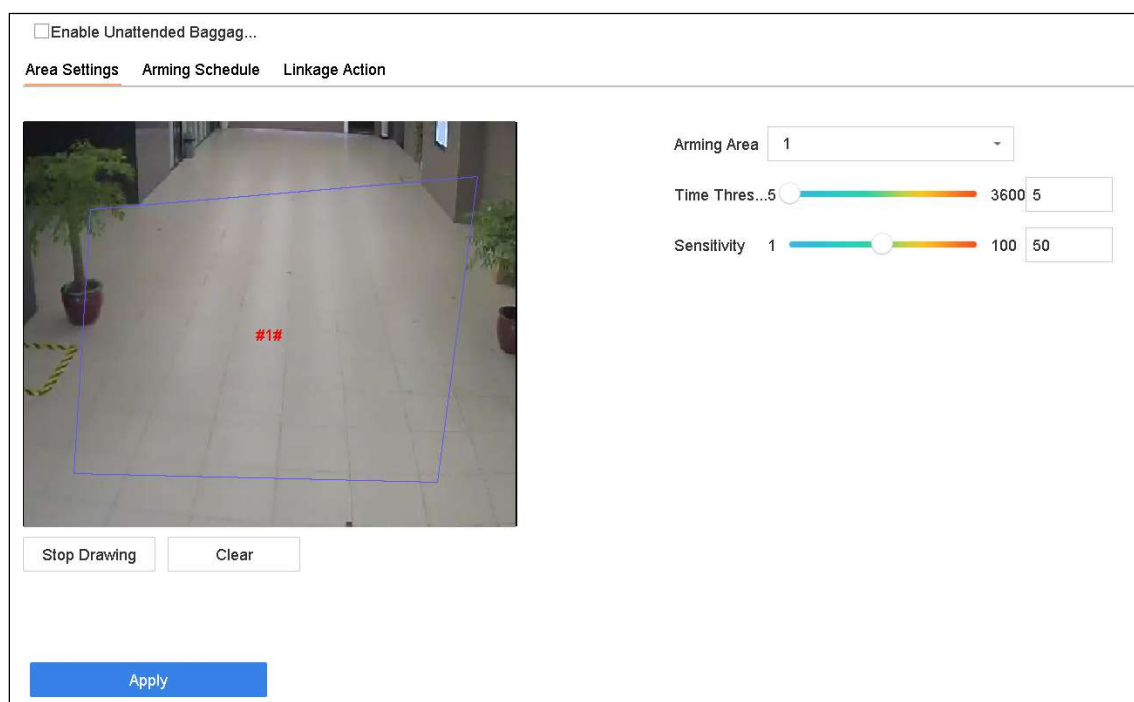 Enable Unattended Baggag...
Area Settings Arming Schedule Linkage Action
Arming Area 1
Time Thres...5 3600 5
Sensitivity 1 100 50
#1#
Stop Drawing Clear
Apply